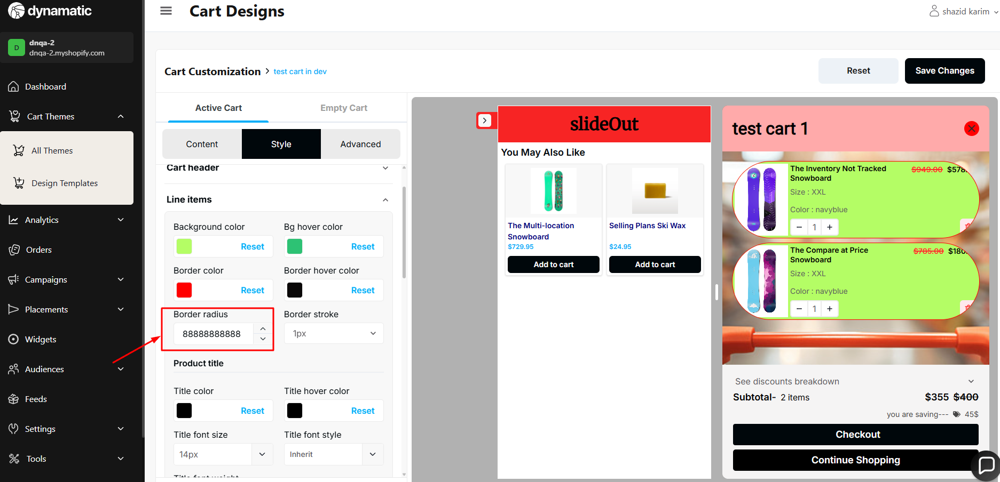 dynamatic
Cart Designs
shazid karim
D
dnqa-2
dnqa-2.myshopify.com
Dashboard
Cart Themes
All Themes
Design Templates
Analytics
Orders
Campaigns
Placements
Widgets
Audiences
Feeds
Settings
Tools
Cart Customization > test cart in dev
Reset
Save Changes
Active Cart
Empty Cart
Content
Style
Advanced
Cart header
Line items
Background color
Bg hover color
Reset
Reset
Border color
Border hover color
Reset
Reset
Border radius
Border stroke
88888888888
1px
Product title
Title color
Title hover color
Reset
Reset
Title font size
Title font style
14px
Inherit
Title font weight
slideOut
You May Also Like
The Multi-location
Snowboard
$729.95
Add to cart
Selling Plans Ski Wax
$24.95
Add to cart
test cart 1
The Inventory Not Tracked
Snowboard
$949.00 $578.
Size : XXL
Color : navyblue
− 1 +
The Compare at Price
Snowboard
$785.00 $180.
Size : XXL
Color : navyblue
− 1 +
See discounts breakdown
Subtotal- 2 items
$355 $400
you are saving--- 45$
Checkout
Continue Shopping